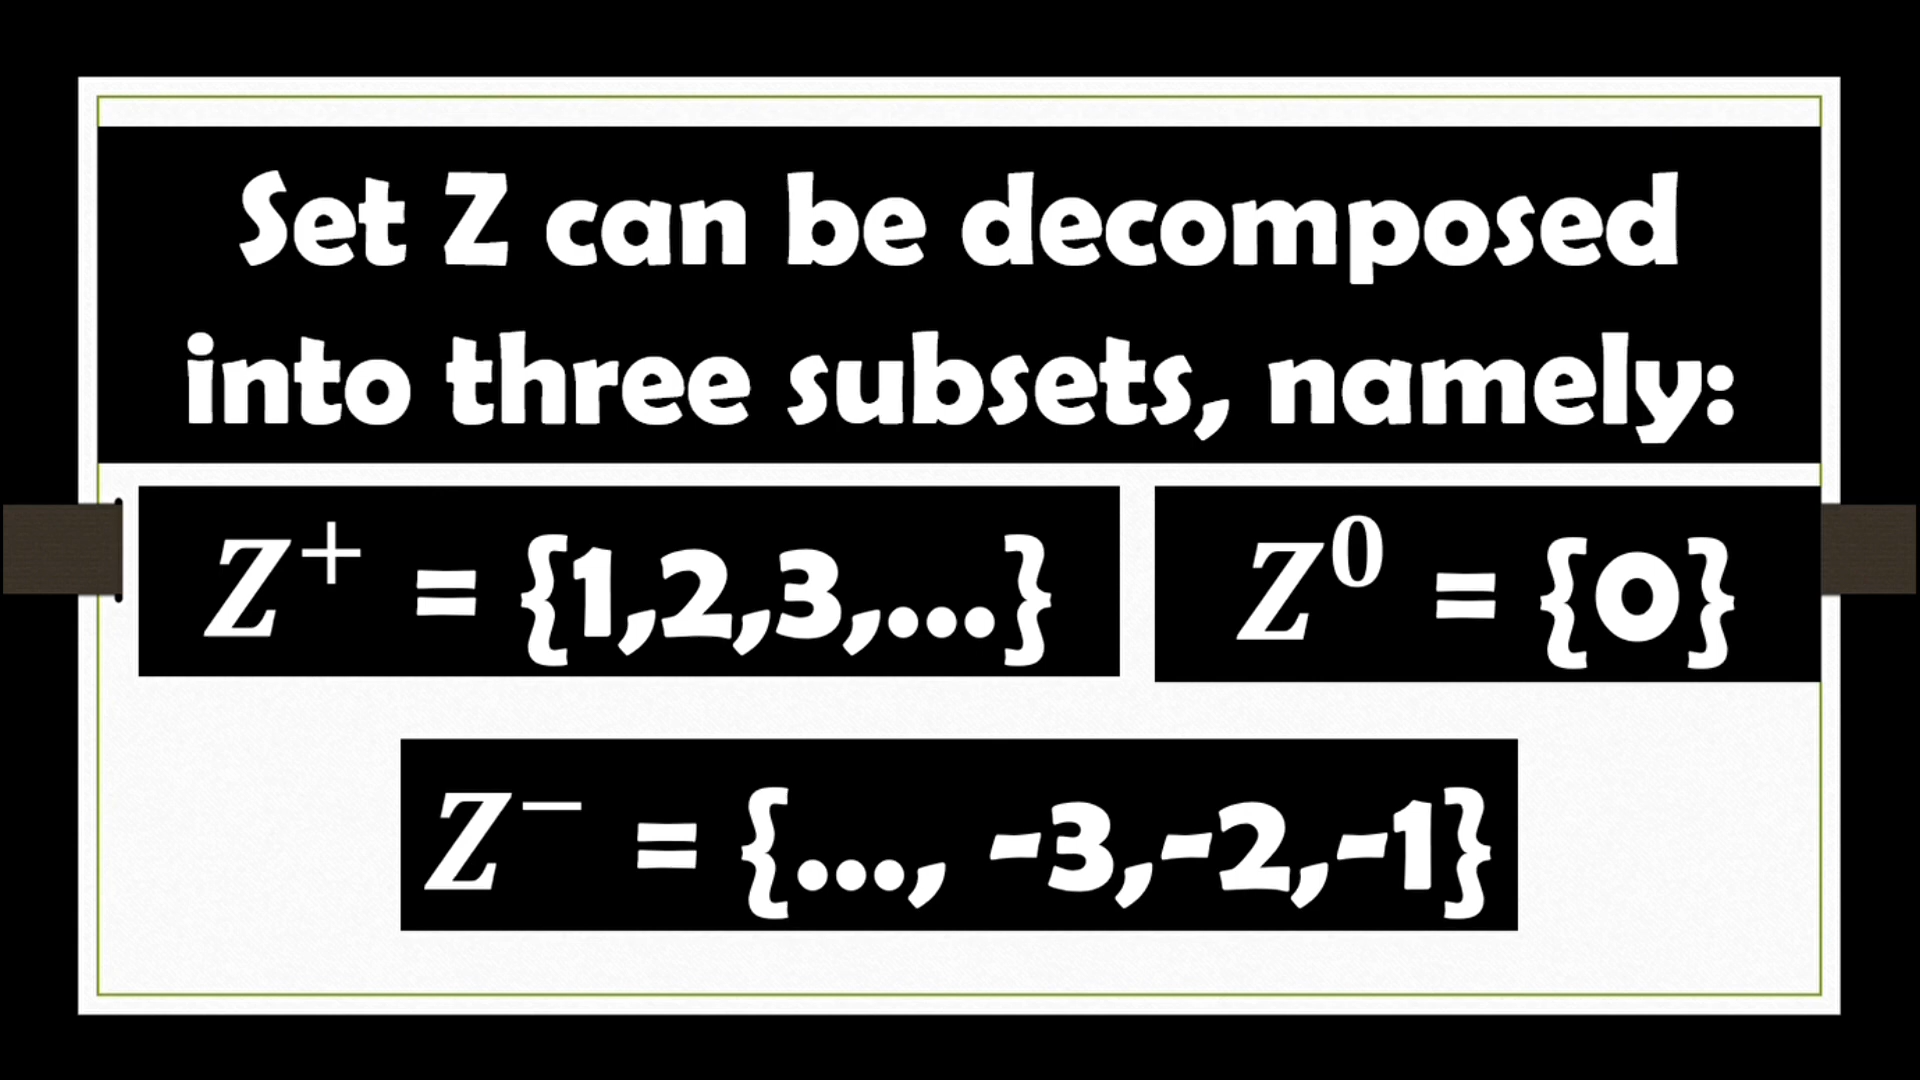 Set Z can be decomposed
into three subsets, namely:
Z⁺ = {1,2,3,...}
Z⁰ = {0}
Z⁻ = {..., -3,-2,-1}